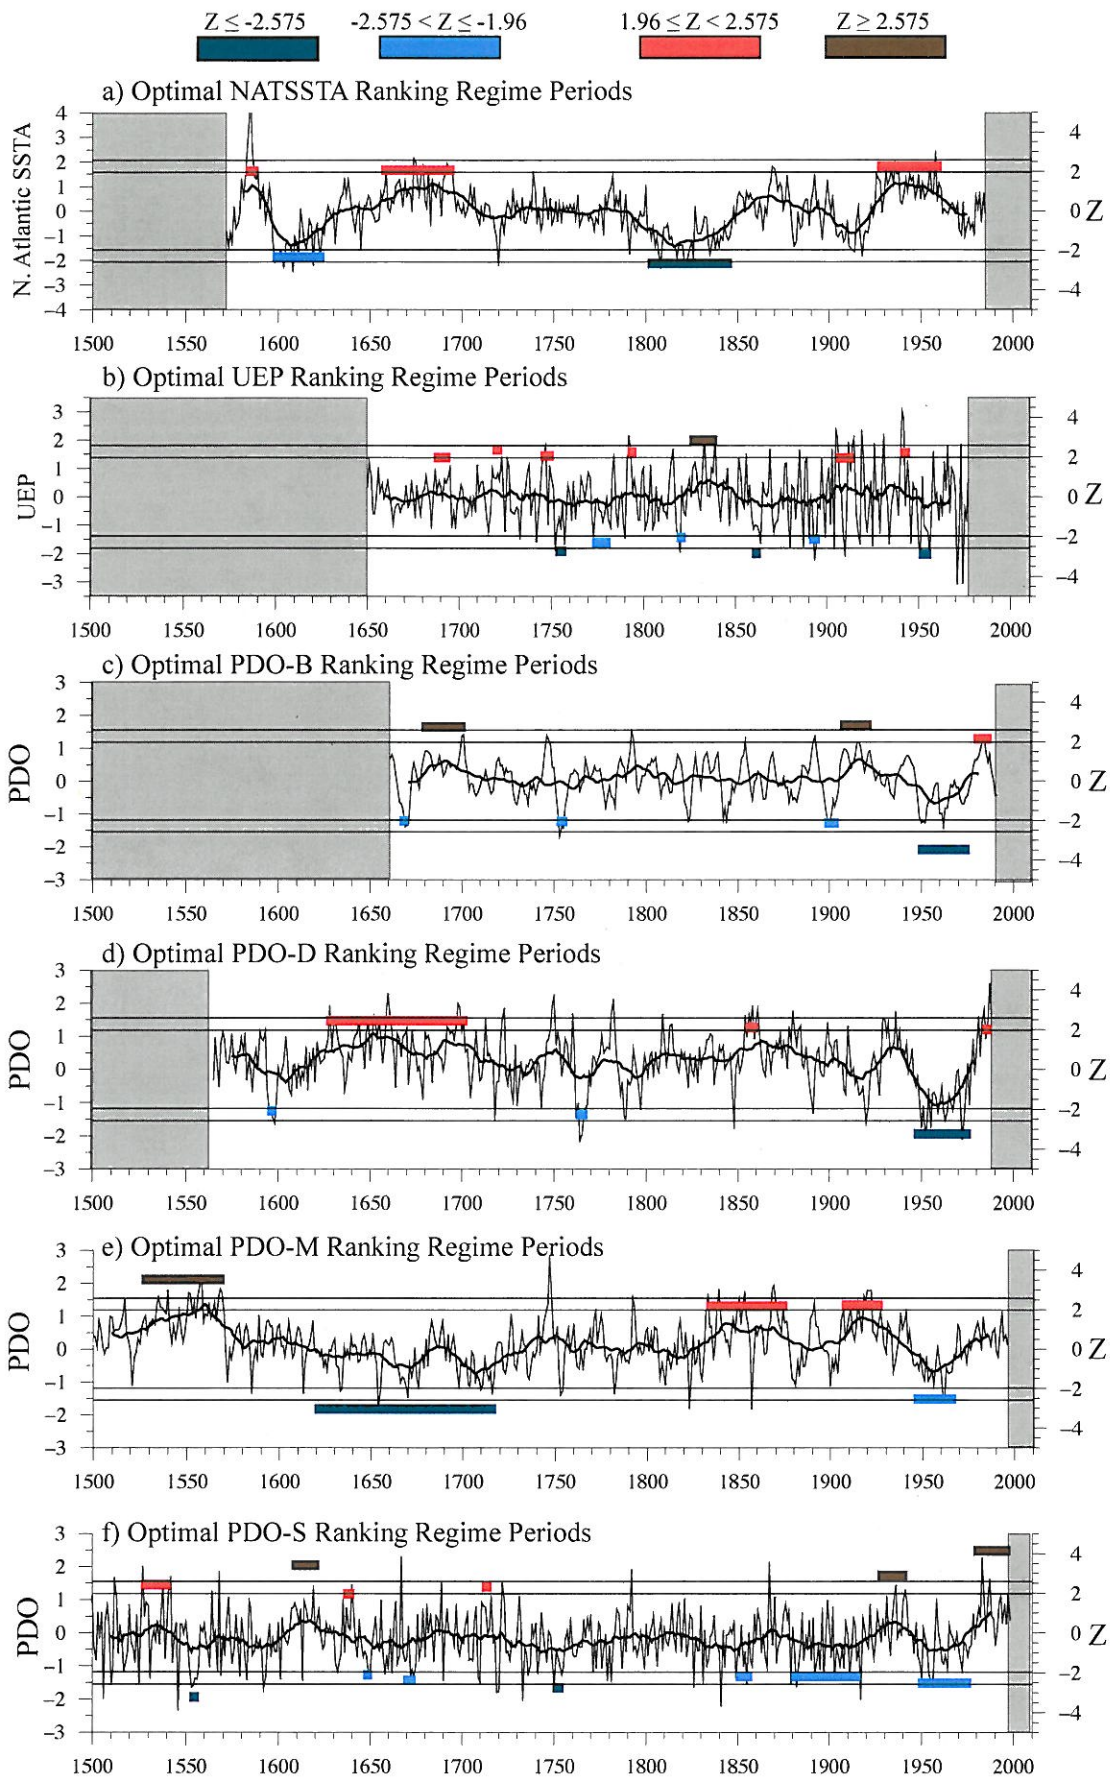 Z ≤ -2.575 -2.575 < Z ≤ -1.96 1.96 ≤ Z < 2.575 Z ≥ 2.575
a) Optimal NATSSTA Ranking Regime Periods
N. Atlantic SSTA
4 3 2 1 0 −1 −2 −3 −4
4 2 0 −2 −4
Z
1500 1550 1600 1650 1700 1750 1800 1850 1900 1950 2000
b) Optimal UEP Ranking Regime Periods
UEP
3 2 1 0 −1 −2 −3
4 2 0 −2 −4
Z
1500 1550 1600 1650 1700 1750 1800 1850 1900 1950 2000
c) Optimal PDO-B Ranking Regime Periods
PDO
3 2 1 0 −1 −2 −3
4 2 0 −2 −4
Z
1500 1550 1600 1650 1700 1750 1800 1850 1900 1950 2000
d) Optimal PDO-D Ranking Regime Periods
PDO
3 2 1 0 −1 −2 −3
4 2 0 −2 −4
Z
1500 1550 1600 1650 1700 1750 1800 1850 1900 1950 2000
e) Optimal PDO-M Ranking Regime Periods
PDO
3 2 1 0 −1 −2 −3
4 2 0 −2 −4
Z
1500 1550 1600 1650 1700 1750 1800 1850 1900 1950 2000
f) Optimal PDO-S Ranking Regime Periods
PDO
3 2 1 0 −1 −2 −3
4 2 0 −2 −4
Z
1500 1550 1600 1650 1700 1750 1800 1850 1900 1950 2000